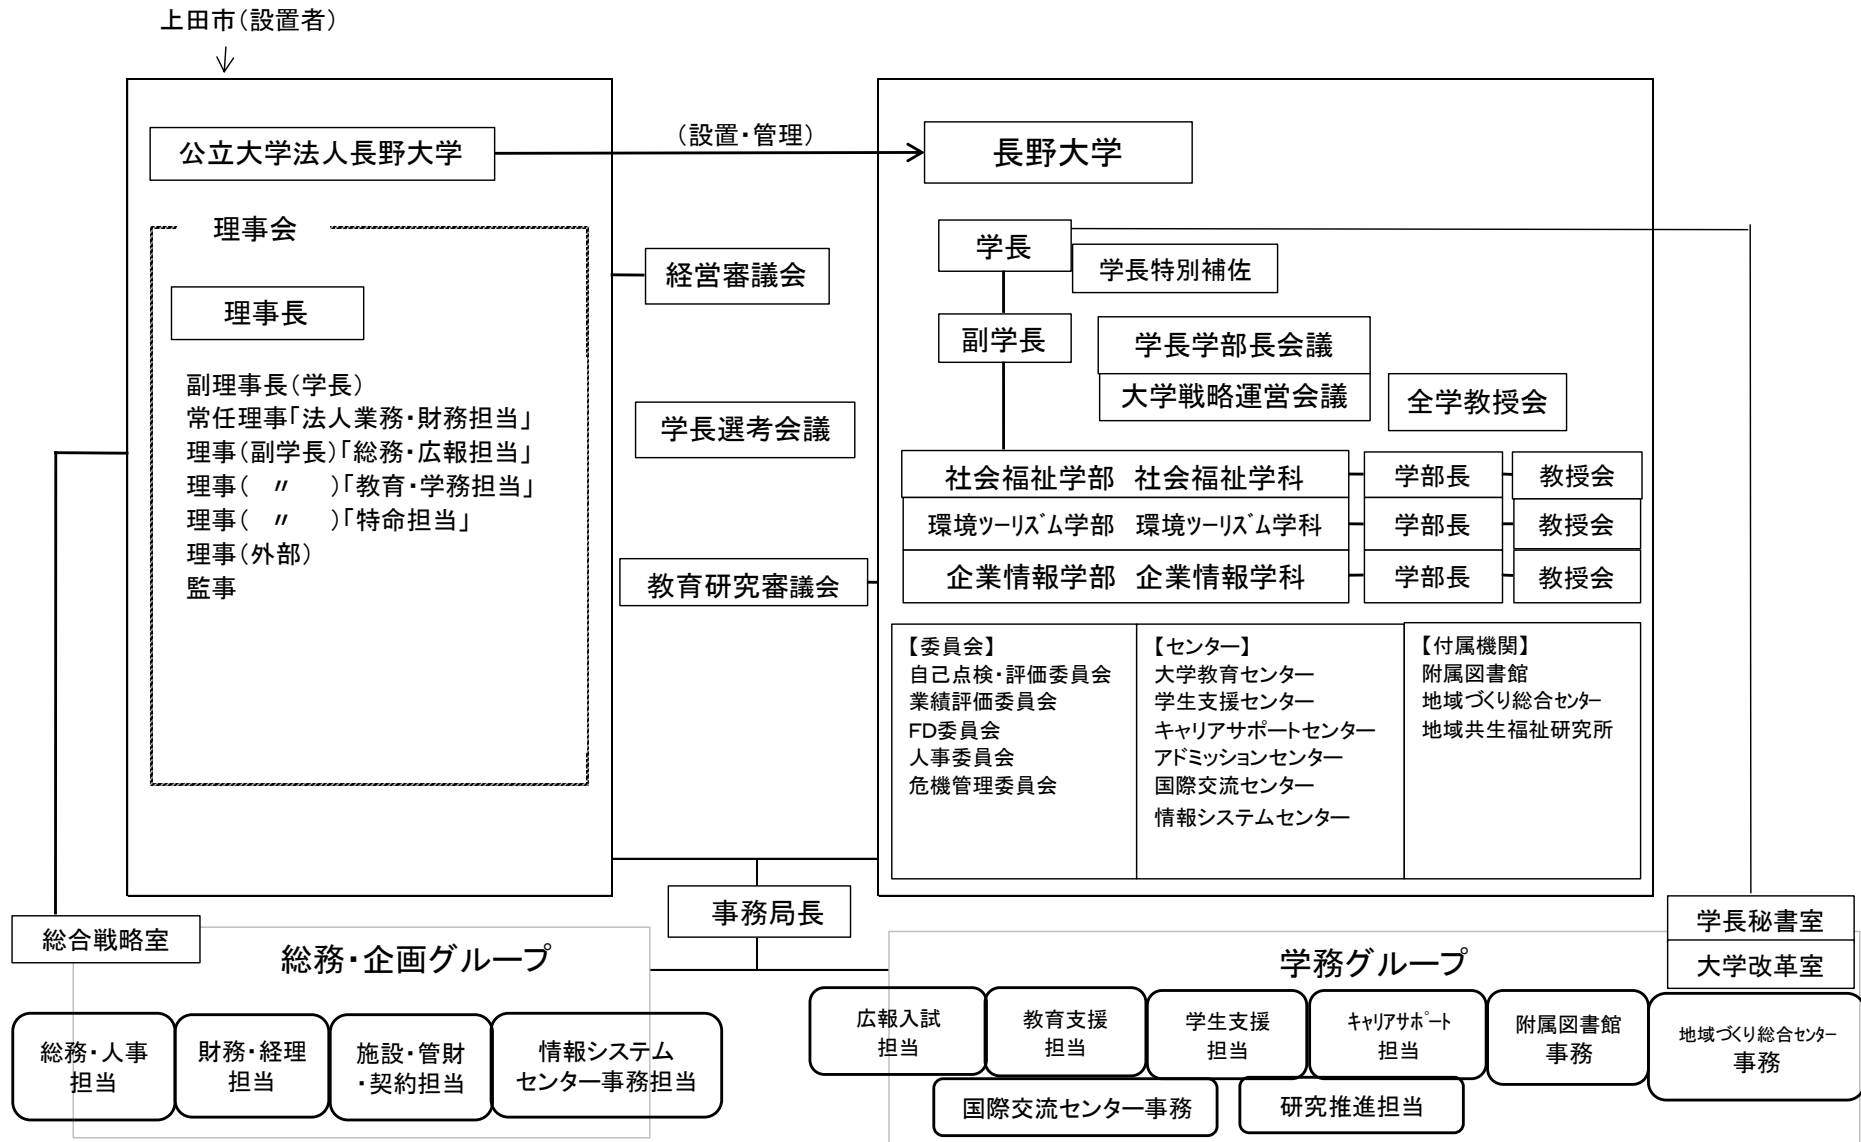 上田市(設置者)
公立大学法人長野大学
(設置・管理)
長野大学
理事会
理事長
副理事長(学長)
常任理事「法人業務・財務担当」
理事(副学長)「総務・広報担当」
理事(　〃　)「教育・学務担当」
理事(　〃　)「特命担当」
理事(外部)
監事
経営審議会
学長選考会議
教育研究審議会
学長
学長特別補佐
副学長
学長学部長会議
大学戦略運営会議
全学教授会
社会福祉学部　社会福祉学科
学部長
教授会
環境ﾂｰﾘｽﾞﾑ学部　環境ﾂｰﾘｽﾞﾑ学科
学部長
教授会
企業情報学部　企業情報学科
学部長
教授会
【委員会】
自己点検・評価委員会
業績評価委員会
FD委員会
人事委員会
危機管理委員会
【センター】
大学教育センター
学生支援センター
キャリアサポートセンター
アドミッションセンター
国際交流センター
情報システムセンター
【付属機関】
附属図書館
地域づくり総合ｾﾝﾀｰ
地域共生福祉研究所
事務局長
総合戦略室
総務・企画グループ
総務・人事
担当
財務・経理
担当
施設・管財
・契約担当
情報システム
センター事務担当
学長秘書室
大学改革室
学務グループ
広報入試
担当
教育支援
担当
学生支援
担当
ｷｬﾘｱｻﾎﾟｰﾄ
担当
附属図書館
事務
地域づくり総合ｾﾝﾀｰ
事務
国際交流センター事務
研究推進担当